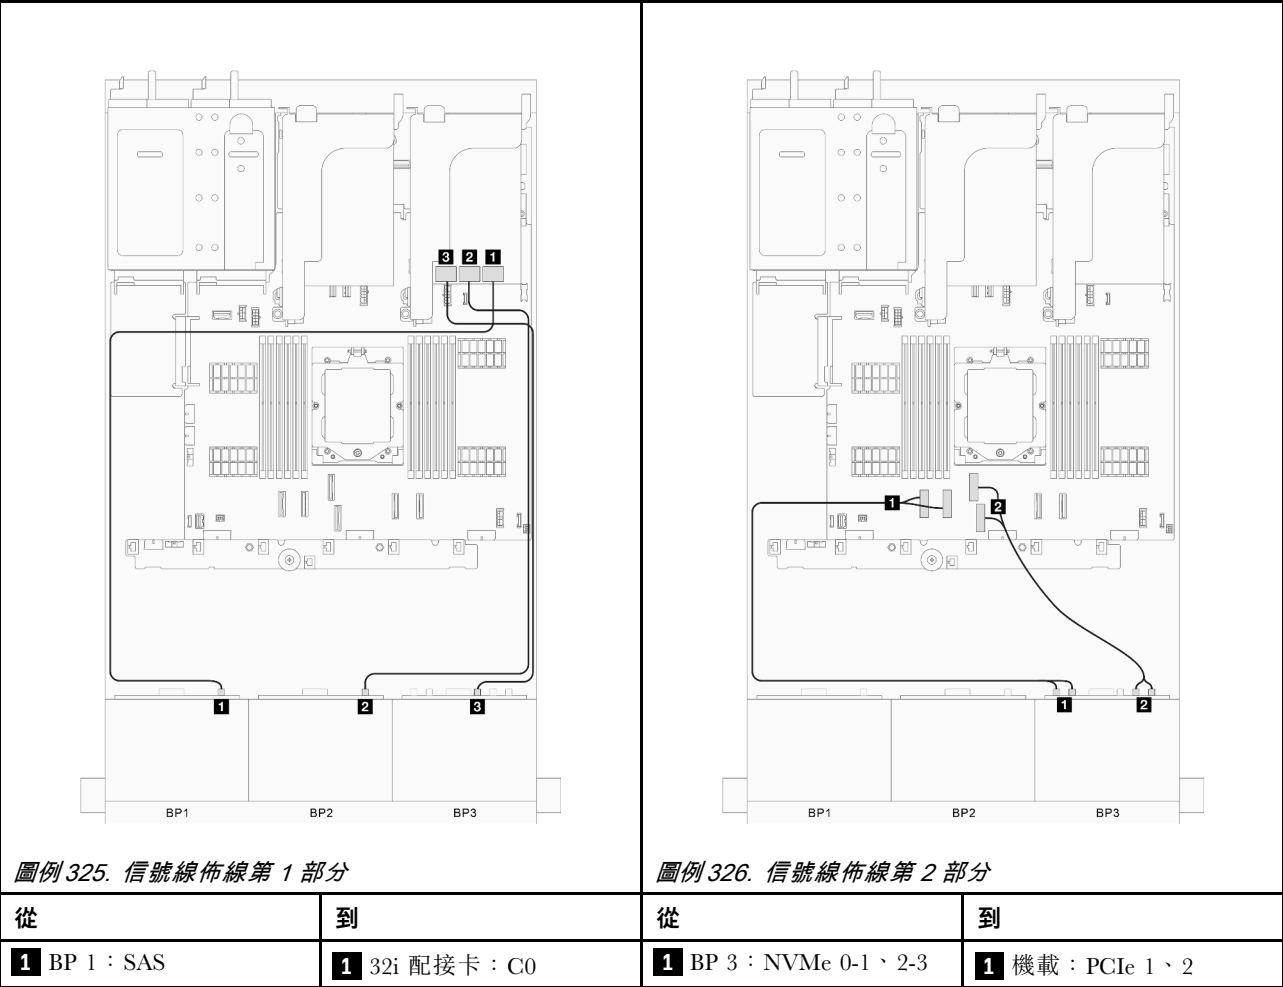 3 2 1
1 2 3
BP1 BP2 BP3
圖例 325. 信號線佈線第 1 部分
1 2
1 2
BP1 BP2 BP3
圖例 326. 信號線佈線第 2 部分
從 到 從 到
1 BP 1：SAS 1 32i 配接卡：C0 1 BP 3：NVMe 0-1、2-3 1 機載：PCIe 1、2